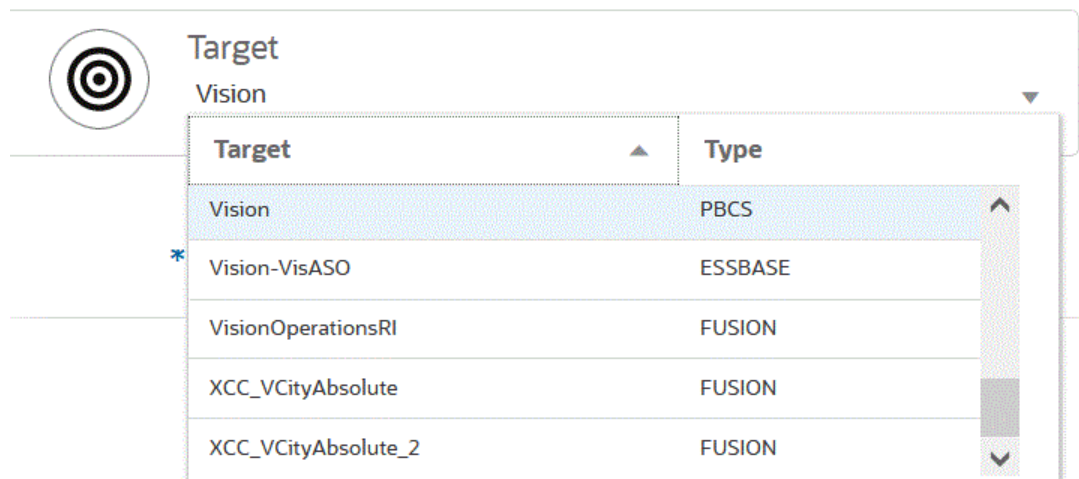 Target
Vision
Target Type
Vision PBCS
*
Vision-VisASO ESSBASE
VisionOperationsRI FUSION
XCC_VCityAbsolute FUSION
XCC_VCityAbsolute_2 FUSION